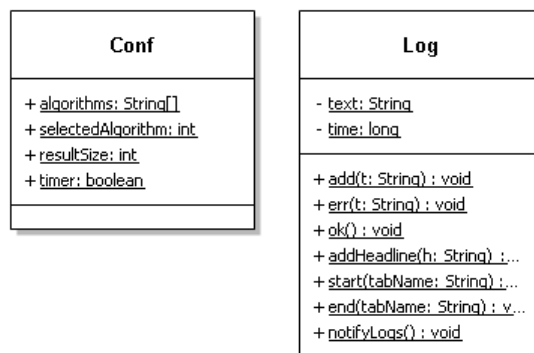 Conf
+ algorithms: String[]
+ selectedAlgorithm: int
+ resultSize: int
+ timer: boolean
Log
- text: String
- time: long
+ add(t: String) : void
+ err(t: String) : void
+ ok() : void
+ addHeadline(h: String) :...
+ start(tabName: String) :...
+ end(tabName: String) : v...
+ notifyLogs() : void